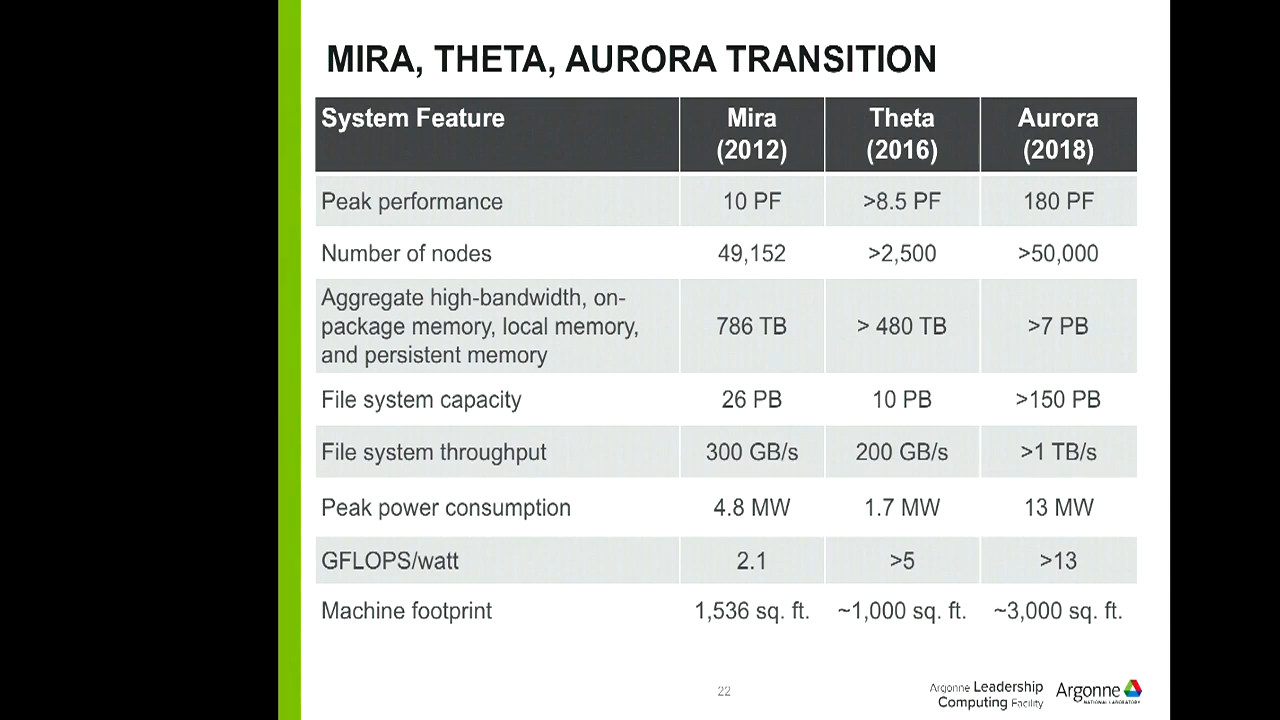 MIRA, THETA, AURORA TRANSITION
System Feature Mira (2012) Theta (2016) Aurora (2018)
Peak performance 10 PF >8.5 PF 180 PF
Number of nodes 49,152 >2,500 >50,000
Aggregate high-bandwidth, on-
package memory, local memory, 786 TB > 480 TB >7 PB
and persistent memory
File system capacity 26 PB 10 PB >150 PB
File system throughput 300 GB/s 200 GB/s >1 TB/s
Peak power consumption 4.8 MW 1.7 MW 13 MW
GFLOPS/watt 2.1 >5 >13
Machine footprint 1,536 sq. ft. ~1,000 sq. ft. ~3,000 sq. ft.
22
Argonne Leadership
Computing Facility
Argonne
NATIONAL LABORATORY